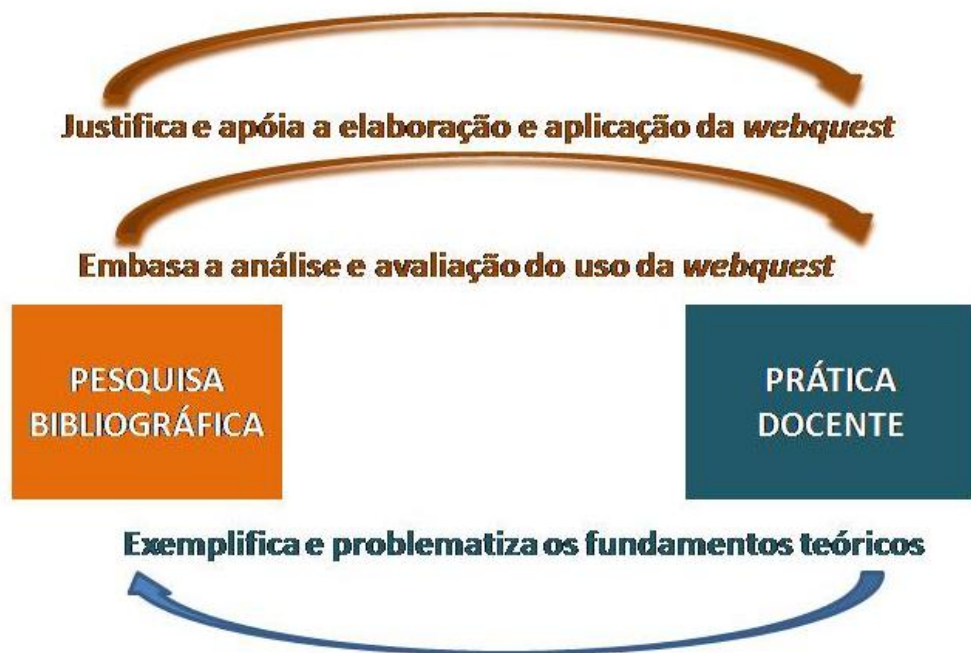 Justifica e apóia a elaboração e aplicação da webquest
Embasa a análise e avaliação do uso da webquest
PESQUISA
BIBLIOGRÁFICA
PRÁTICA
DOCENTE
Exemplifica e problematiza os fundamentos teóricos